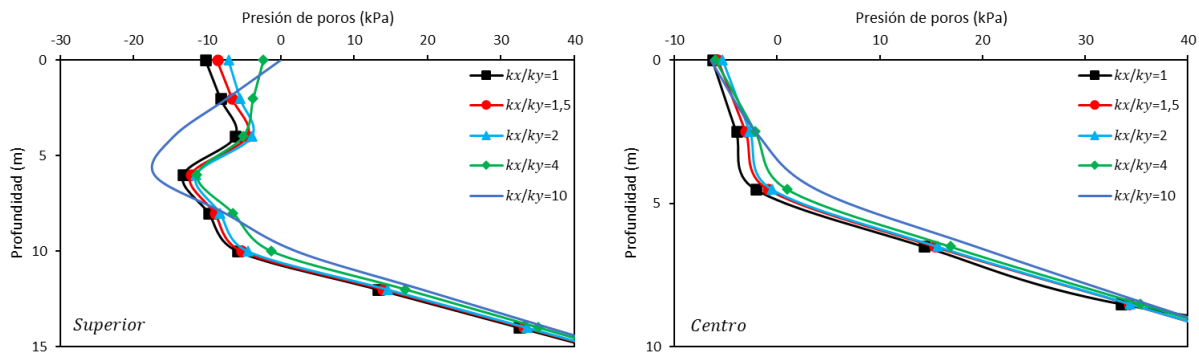 Presión de poros (kPa)
-30 -20 -10 0 10 20 30 40
0
5
10
15
Profundidad (m)
kx/ky=1
kx/ky=1,5
kx/ky=2
kx/ky=4
kx/ky=10
Superior
Presión de poros (kPa)
-10 0 10 20 30 40
0
5
10
Profundidad (m)
kx/ky=1
kx/ky=1,5
kx/ky=2
kx/ky=4
kx/ky=10
Centro